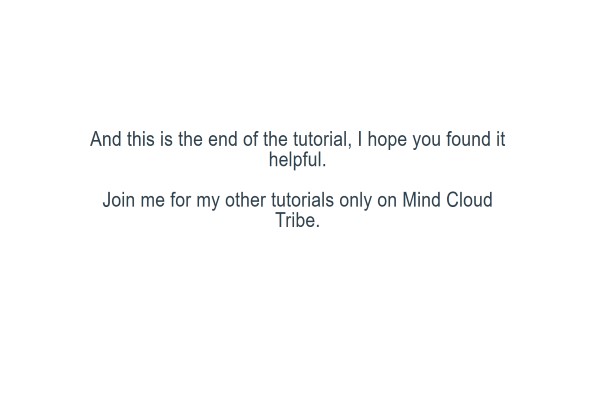 And this is the end of the tutorial, I hope you found it
helpful.
Join me for my other tutorials only on Mind Cloud
Tribe.